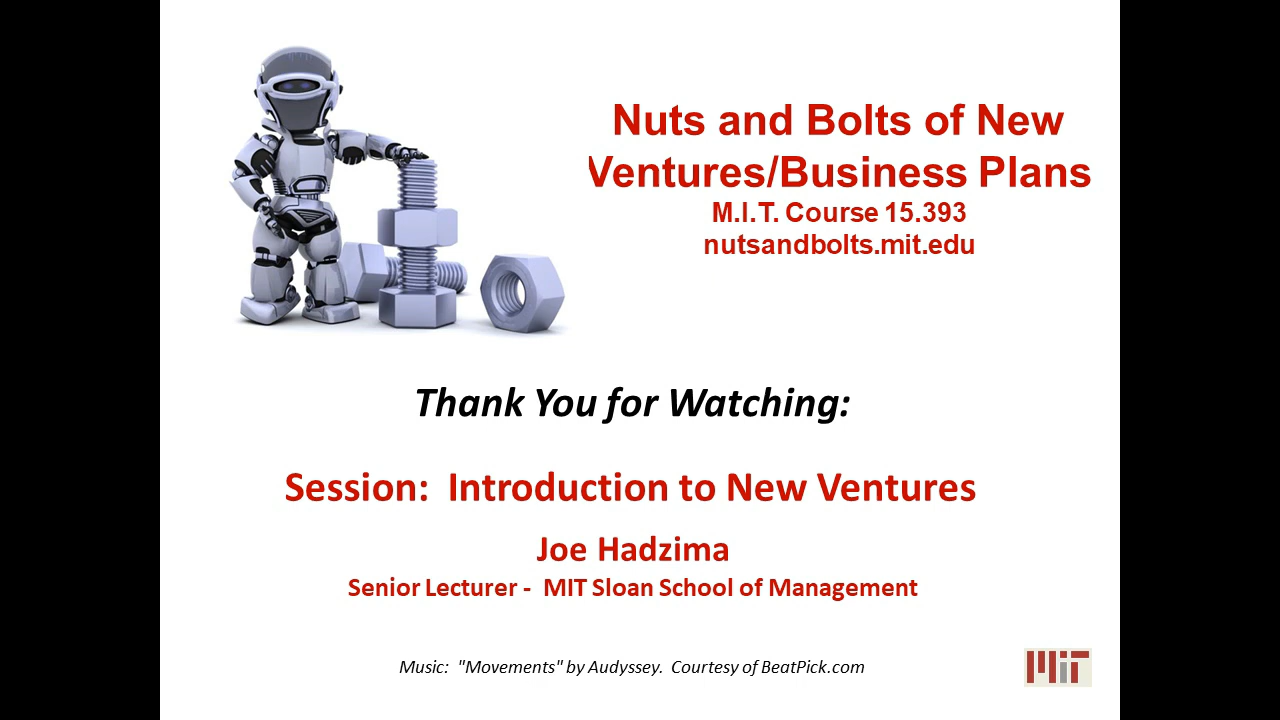 Nuts and Bolts of New
Ventures/Business Plans
M.I.T. Course 15.393
nutsandbolts.mit.edu
Thank You for Watching:
Session:  Introduction to New Ventures
Joe Hadzima
Senior Lecturer -  MIT Sloan School of Management
Music:  "Movements" by Audyssey.  Courtesy of BeatPick.com
MIT